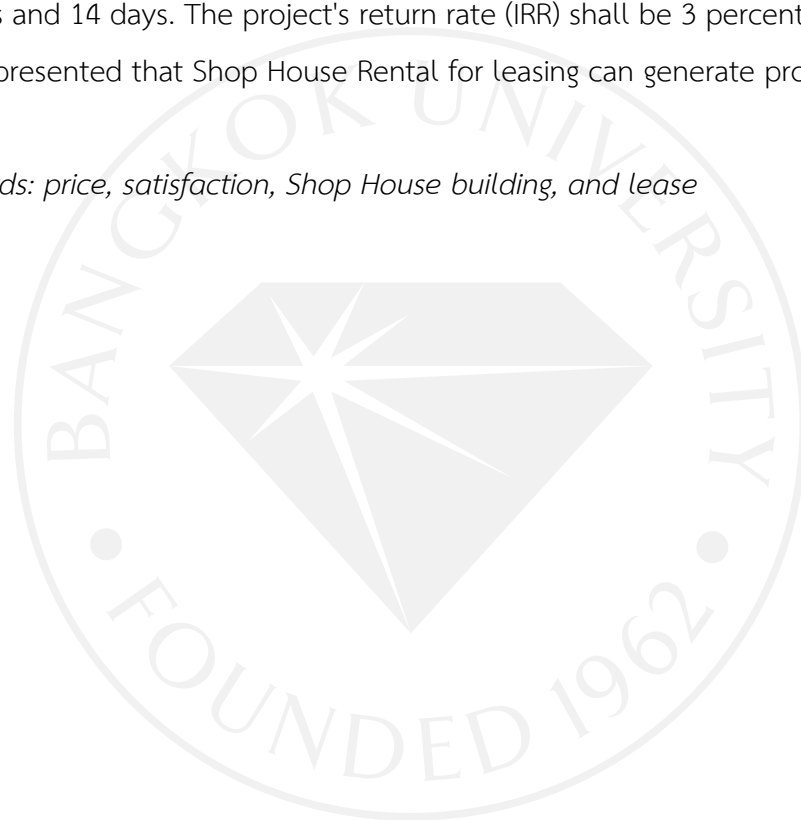 s and 14 days. The project's return rate (IRR) shall be 3 percent
presented that Shop House Rental for leasing can generate pro
ds: price, satisfaction, Shop House building, and lease
BANGKOK UNIVERSITY
FOUNDED 1962